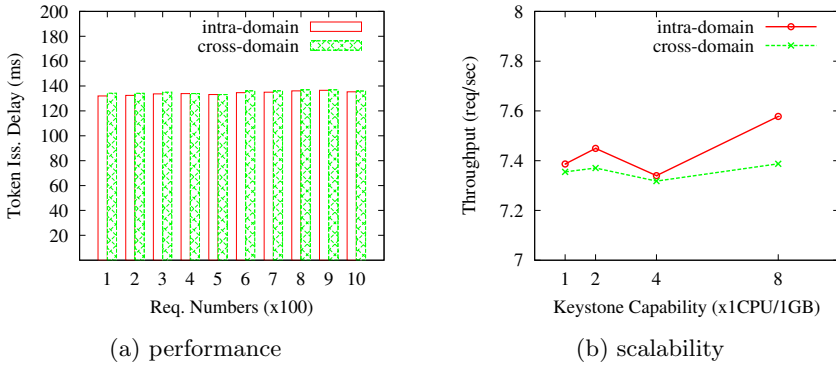 200
180
160
140
120
100
80
60
40
20
Token Iss. Delay (ms)
intra-domain
cross-domain
1 2 3 4 5 6 7 8 9 10
Req. Numbers (x100)
(a) performance
8
7.8
7.6
7.4
7.2
7
Throughput (req/sec)
intra-domain
cross-domain
1 2 4 8
Keystone Capability (x1CPU/1GB)
(b) scalability